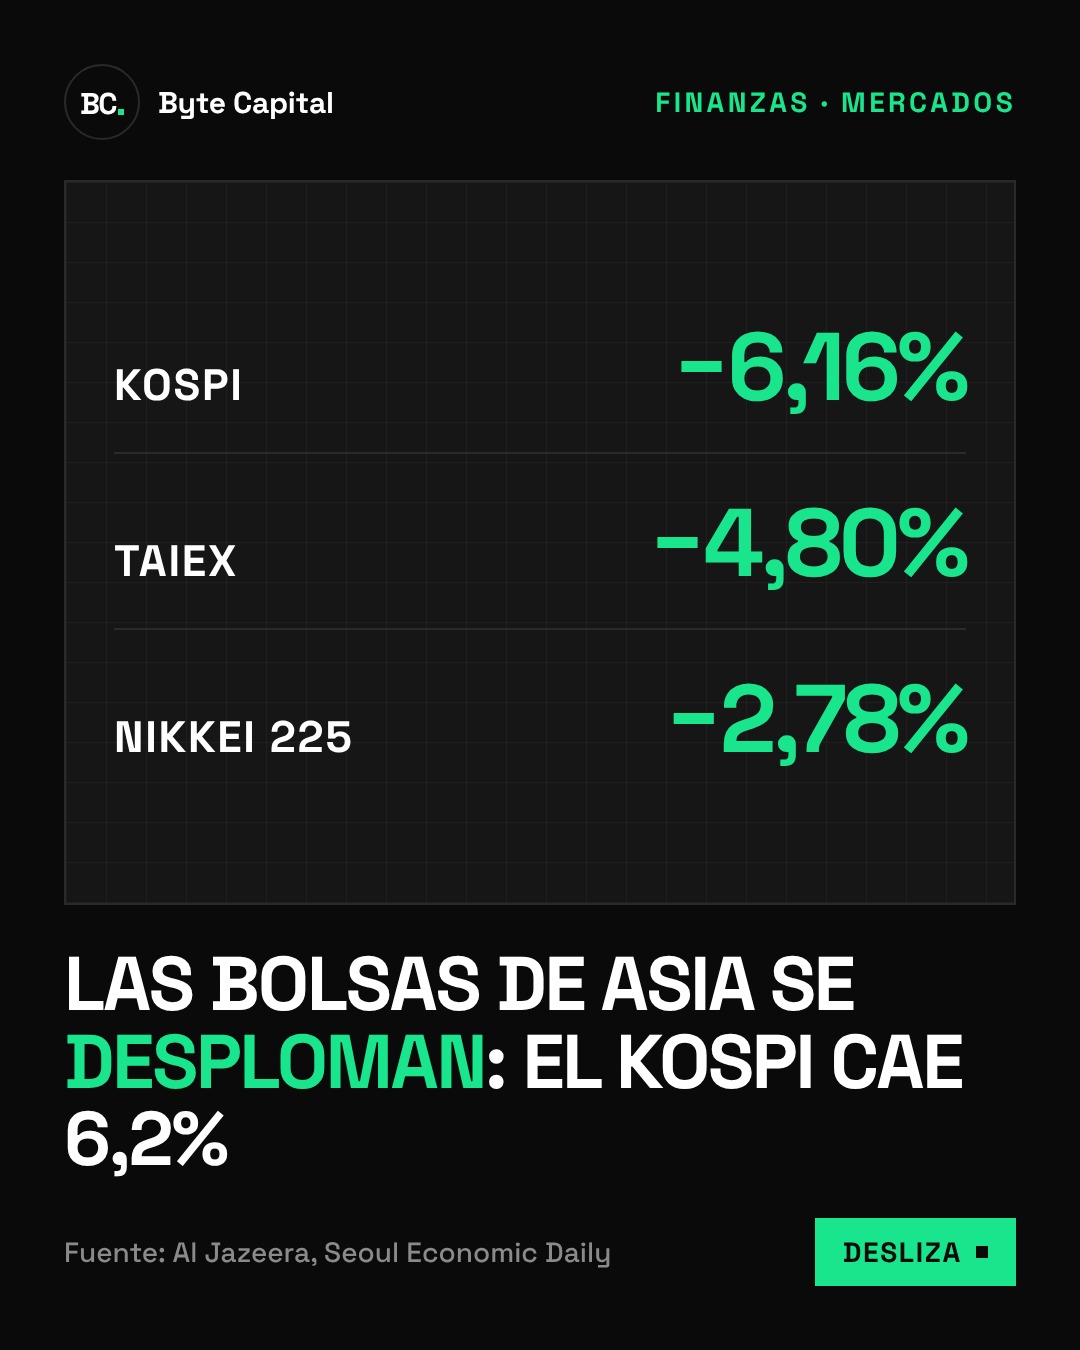 BC. Byte Capital
FINANZAS · MERCADOS
KOSPI −6,16%
TAIEX −4,80%
NIKKEI 225 −2,78%
LAS BOLSAS DE ASIA SE
DESPLOMAN: EL KOSPI CAE
6,2%
Fuente: Al Jazeera, Seoul Economic Daily
DESLIZA